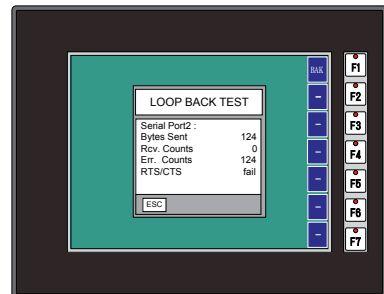 LOOP BACK TEST
Serial Port2 :
Bytes Sent 124
Rcv. Counts 0
Err. Counts 124
RTS/CTS fail
ESC
BAK
F1
F2
F3
F4
F5
F6
F7